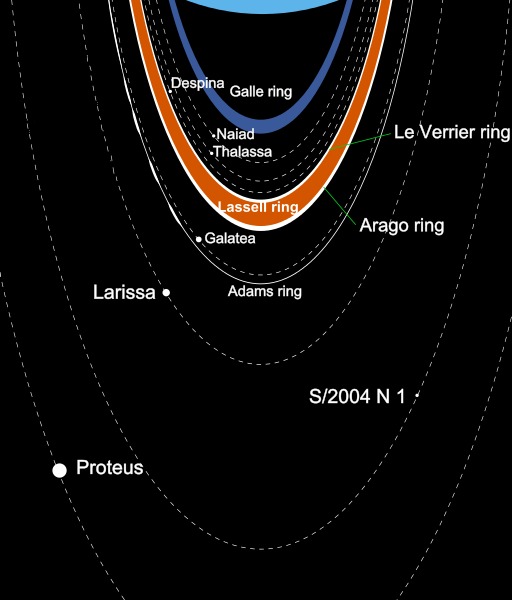 Despina
Galle ring
Naiad
Le Verrier ring
Thalassa
Lassell ring
Arago ring
Galatea
Adams ring
Larissa
S/2004 N 1
Proteus